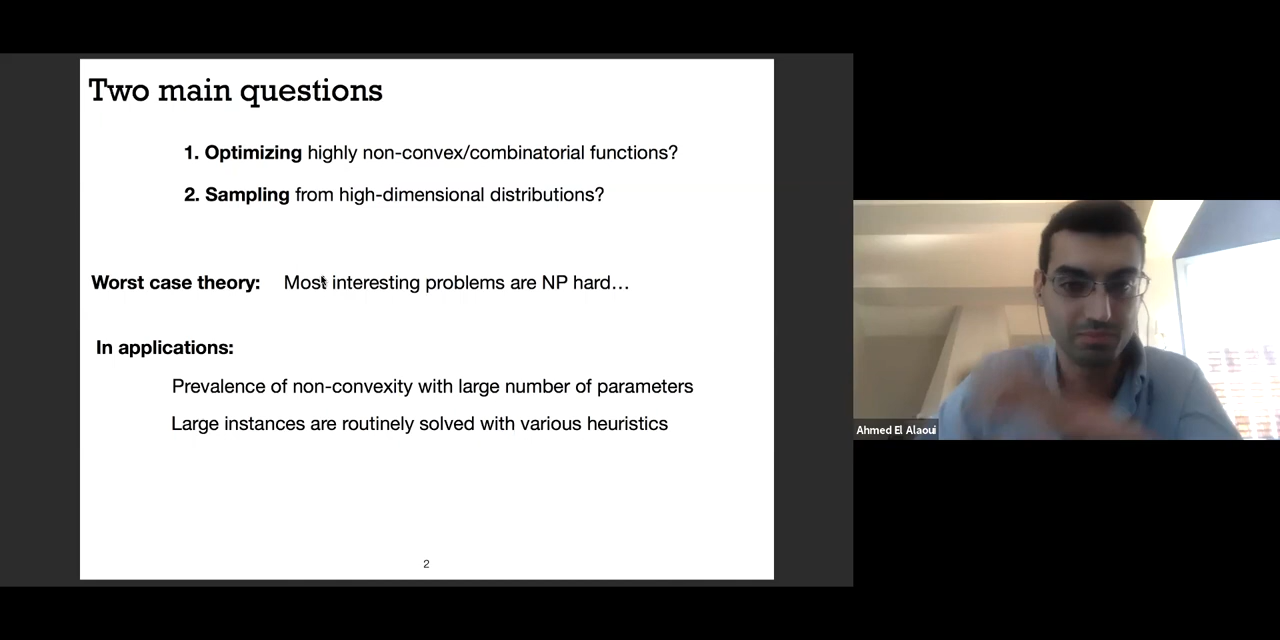 Two main questions
1. Optimizing highly non-convex/combinatorial functions?
2. Sampling from high-dimensional distributions?
Worst case theory: Most interesting problems are NP hard…
In applications:
Prevalence of non-convexity with large number of parameters
Large instances are routinely solved with various heuristics
2
Ahmed El Alaoui